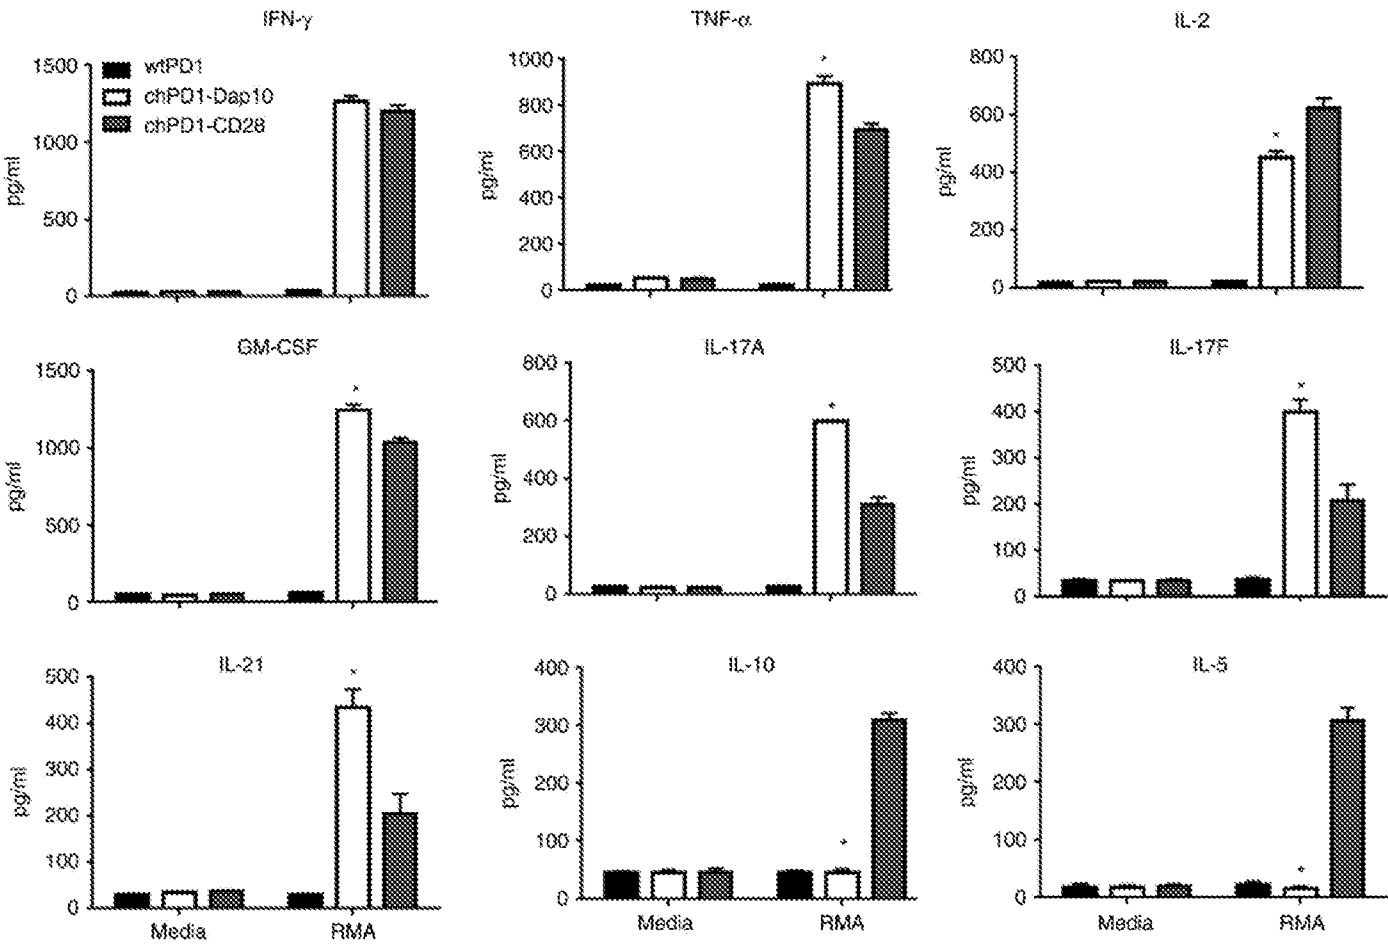 IFN-γ
1500
1000
500
0
pg/ml
wtPD1
chPD1-Dap10
chPD1-CD28
TNF-α
1000
800
600
400
200
0
pg/ml
*
IL-2
800
600
400
200
0
pg/ml
*
GM-CSF
1500
1000
500
0
pg/ml
*
IL-17A
800
600
400
200
0
pg/ml
*
IL-17F
500
400
300
200
100
0
pg/ml
*
IL-21
500
400
300
200
100
0
pg/ml
*
Media RMA
IL-10
400
300
200
100
0
pg/ml
*
Media RMA
IL-5
400
300
200
100
0
pg/ml
*
Media RMA